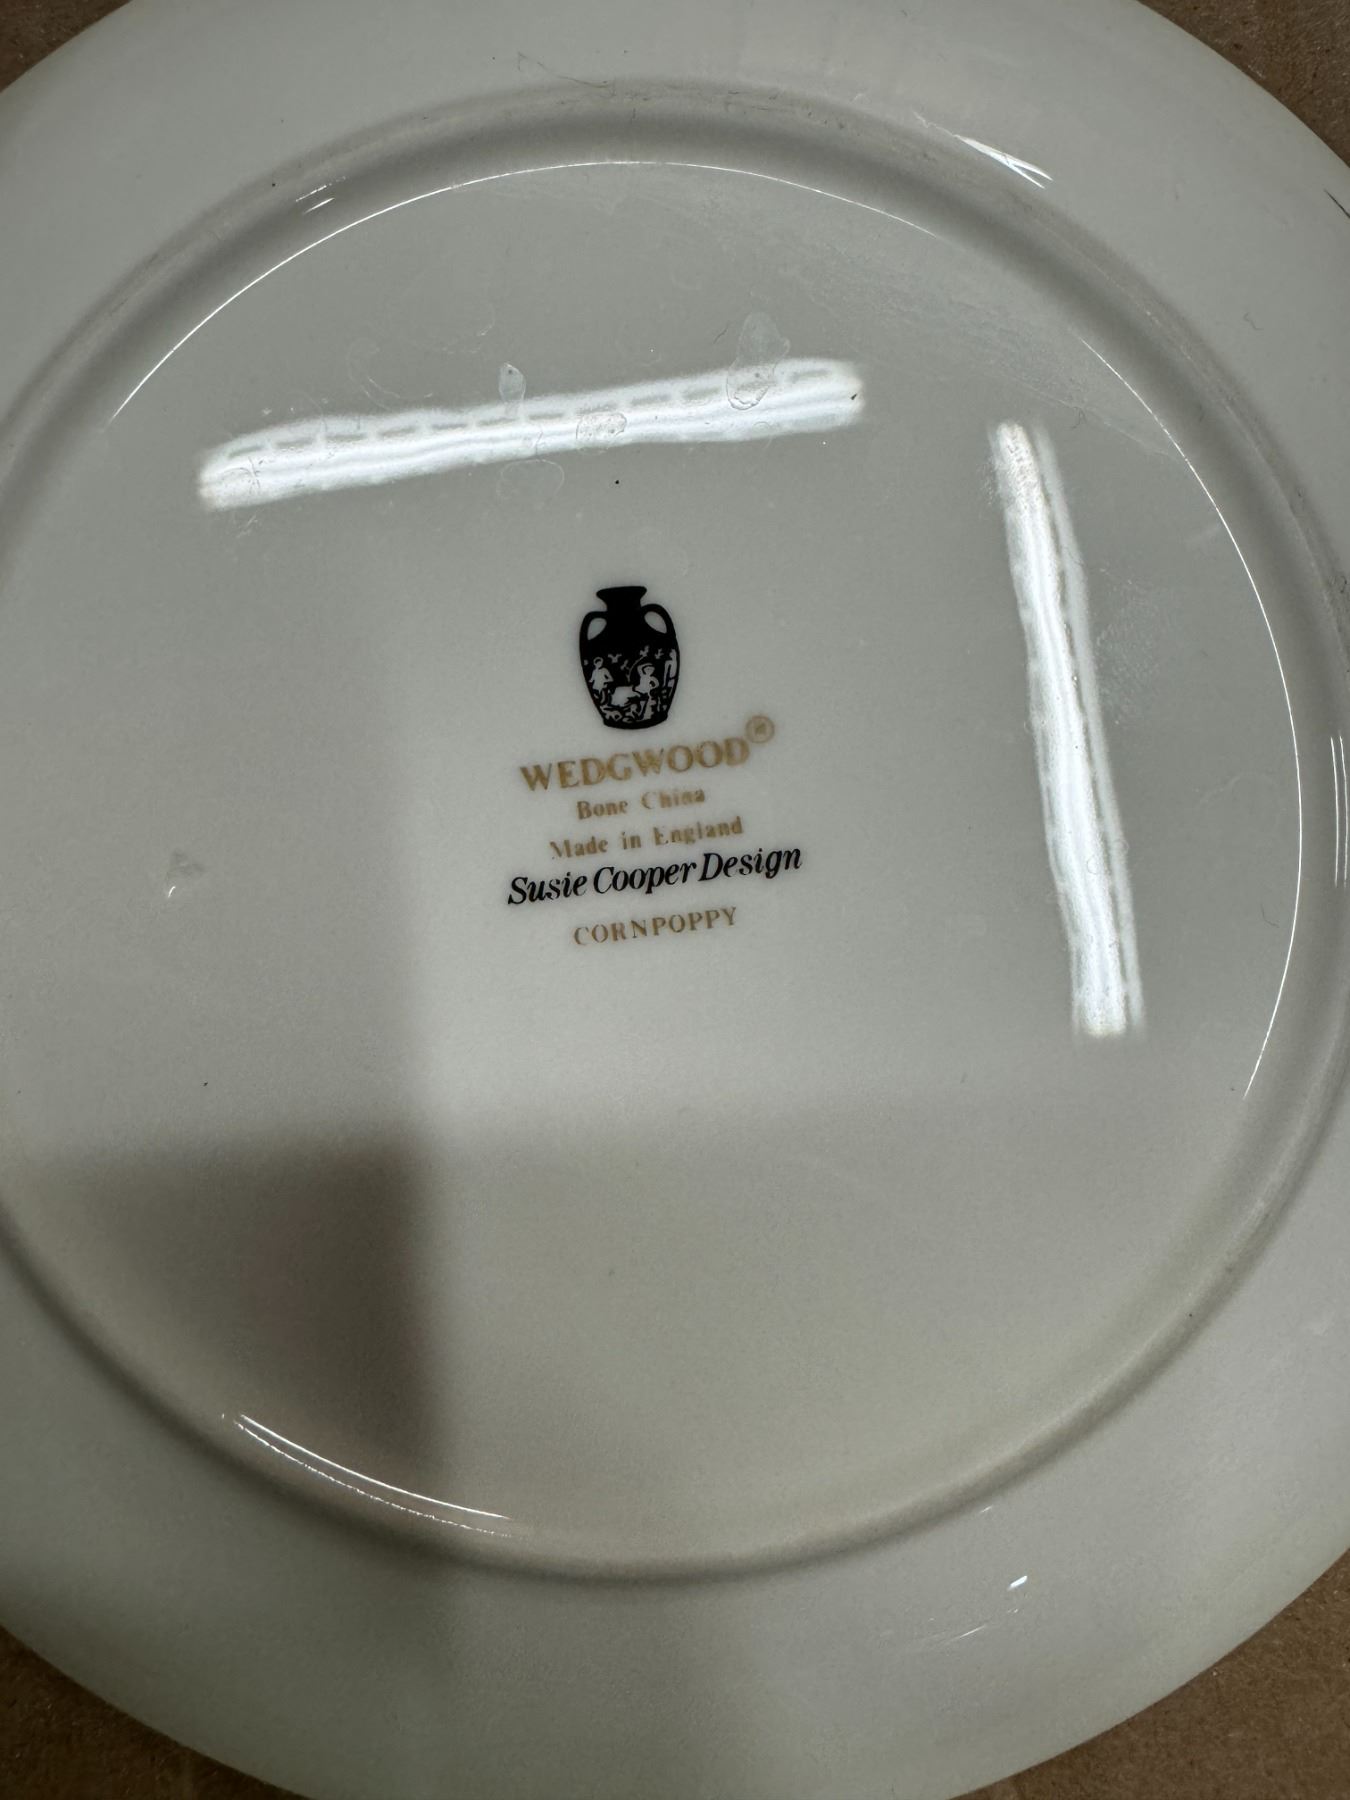 WEDGWOOD®
Bone China
Made in England
Susie Cooper Design
CORNPOPPY